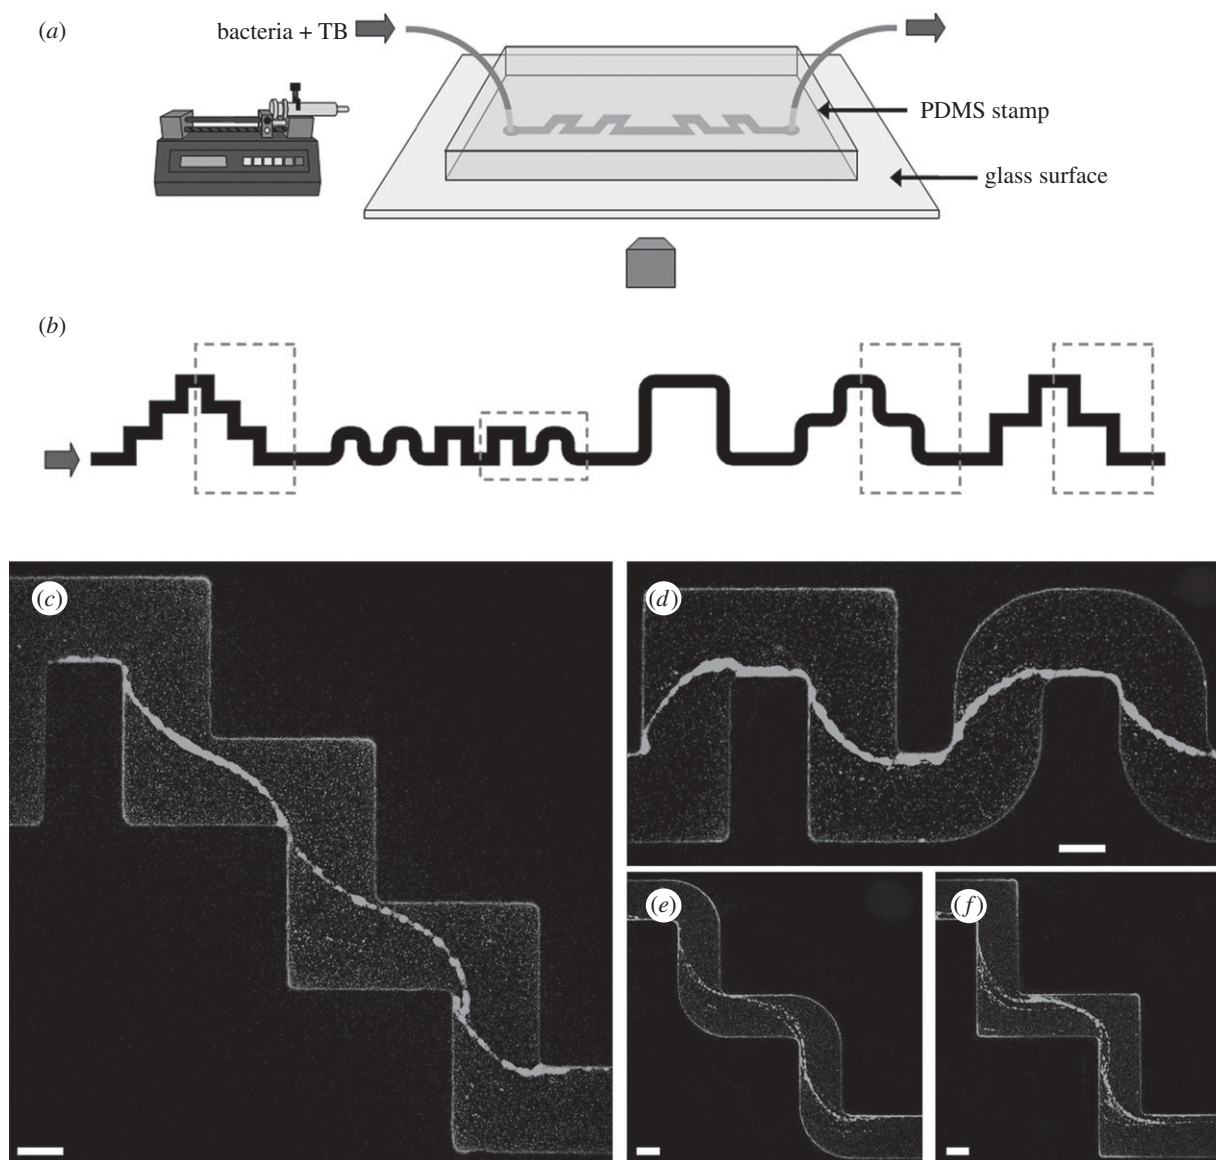 (a)
bacteria + TB
PDMS stamp
glass surface
(b)
(c)
(d)
(e)
(f)